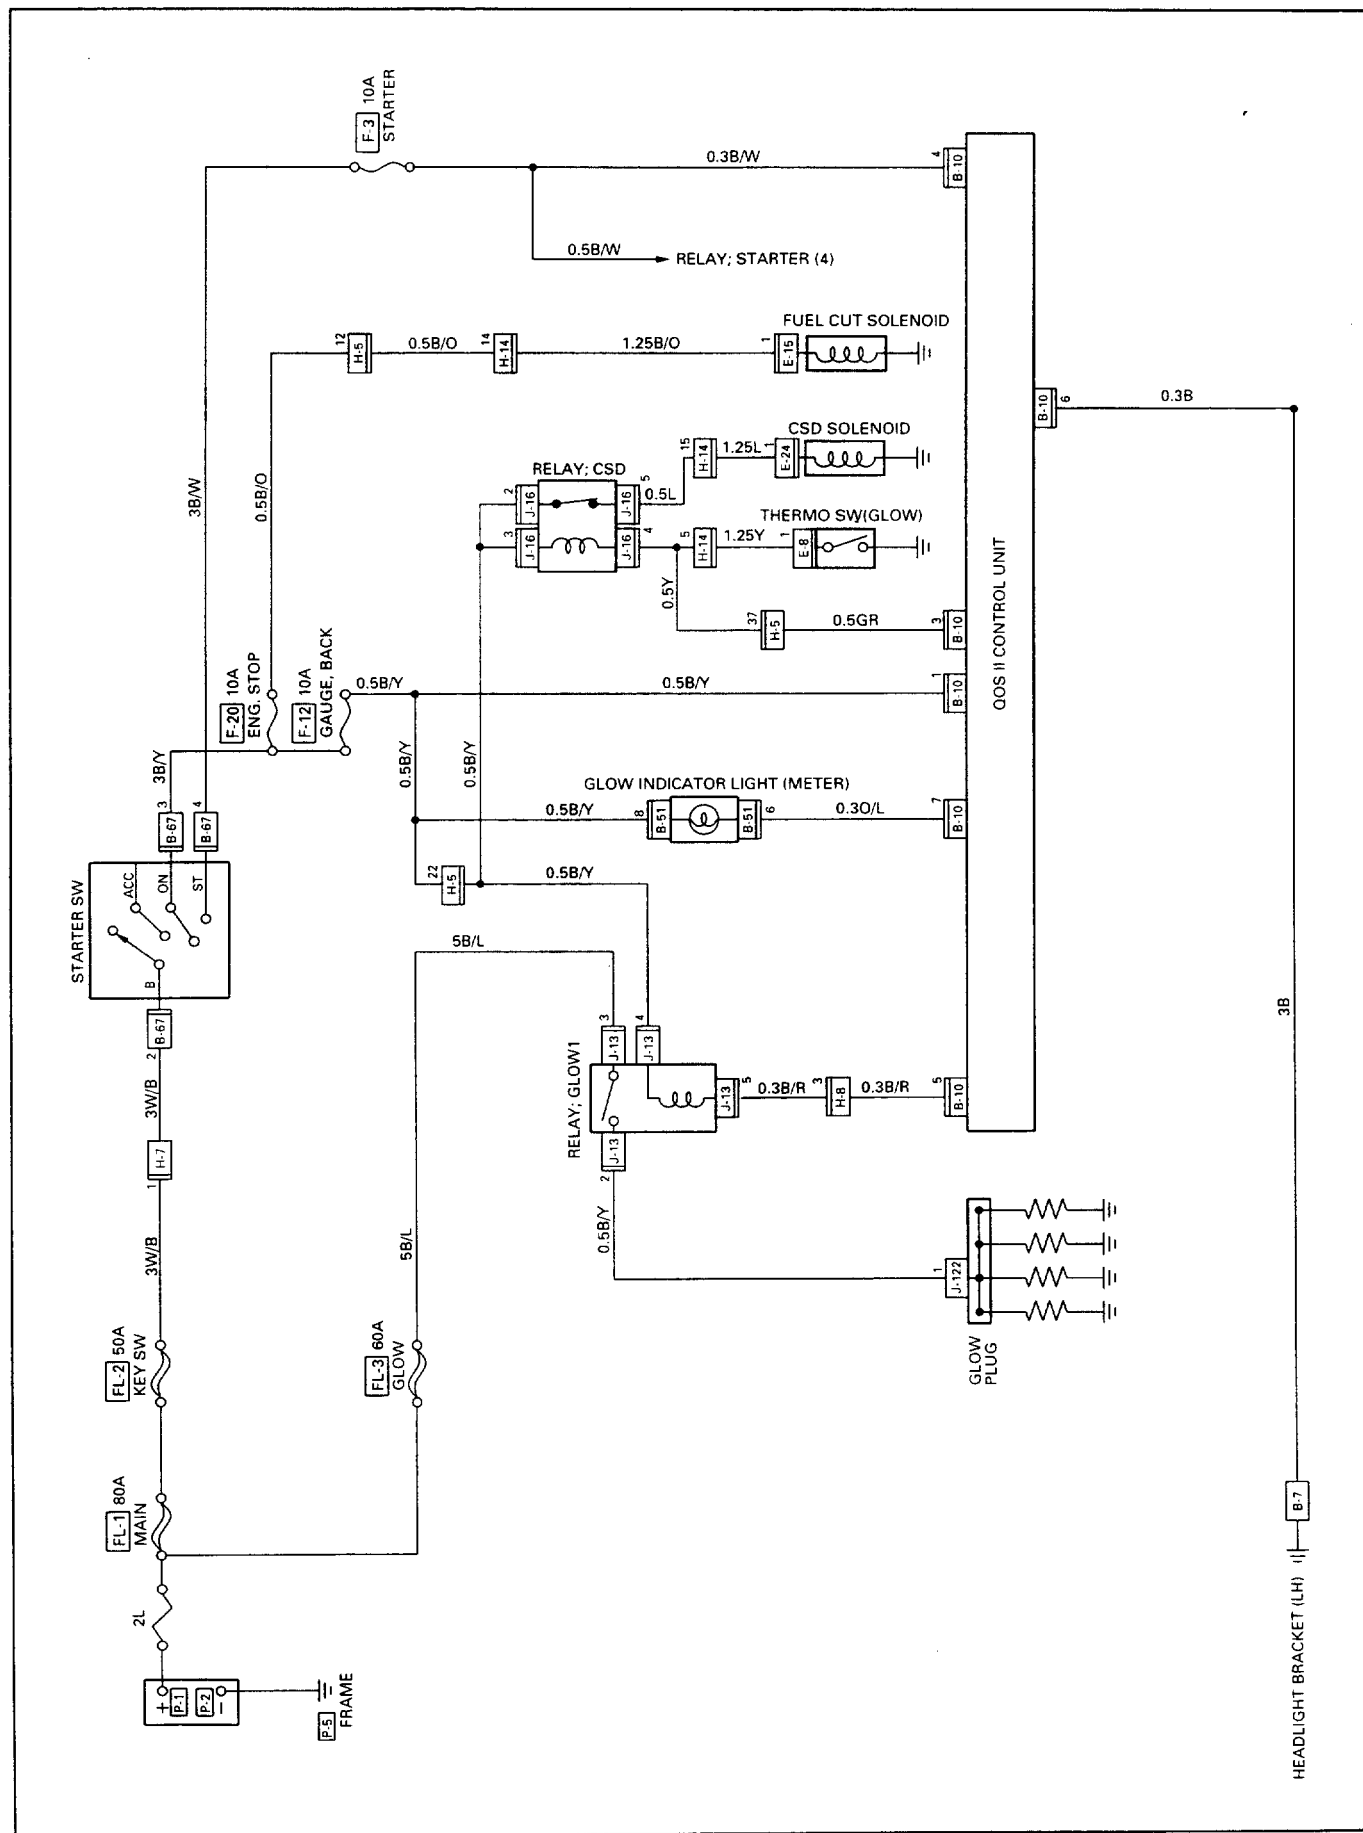 F-3 10A
STARTER
3B/W
0.3B/W
4
B-10
0.5B/W
RELAY; STARTER (4)
12
H-5
0.5B/O
14
H-14
1.25B/O
1
E-15
FUEL CUT SOLENOID
0.5B/O
B-10
6
0.3B
RELAY; CSD
2
J-16
J-16
5
0.5L
15
H-14
1.25L
1
E-24
CSD SOLENOID
3
J-16
J-16
4
5
H-14
1.25Y
1
E-8
THERMO SW(GLOW)
0.5Y
37
H-5
0.5GR
3
B-10
QOS II CONTROL UNIT
F-20 10A
ENG. STOP
F-12 10A
GAUGE, BACK
0.5B/Y
0.5B/Y
1
B-10
3B/Y
0.5B/Y
0.5B/Y
GLOW INDICATOR LIGHT (METER)
3
B-67
4
B-67
0.5B/Y
8
B-51
B-51
6
0.3O/L
7
B-10
STARTER SW
ACC
ON
ST
B
22
H-5
0.5B/Y
5B/L
2
B-67
3W/B
H-7
1
3W/B
RELAY; GLOW1
3
J-13
4
J-13
J-13
5
0.3B/R
3
H-8
0.3B/R
5
B-10
J-13
2
0.5B/Y
3B
5B/L
1
J-122
GLOW
PLUG
FL-2 50A
KEY SW
FL-3 60A
GLOW
FL-1 80A
MAIN
2L
B-7
HEADLIGHT BRACKET (LH)
+
P-1
P-2
−
P-5
FRAME